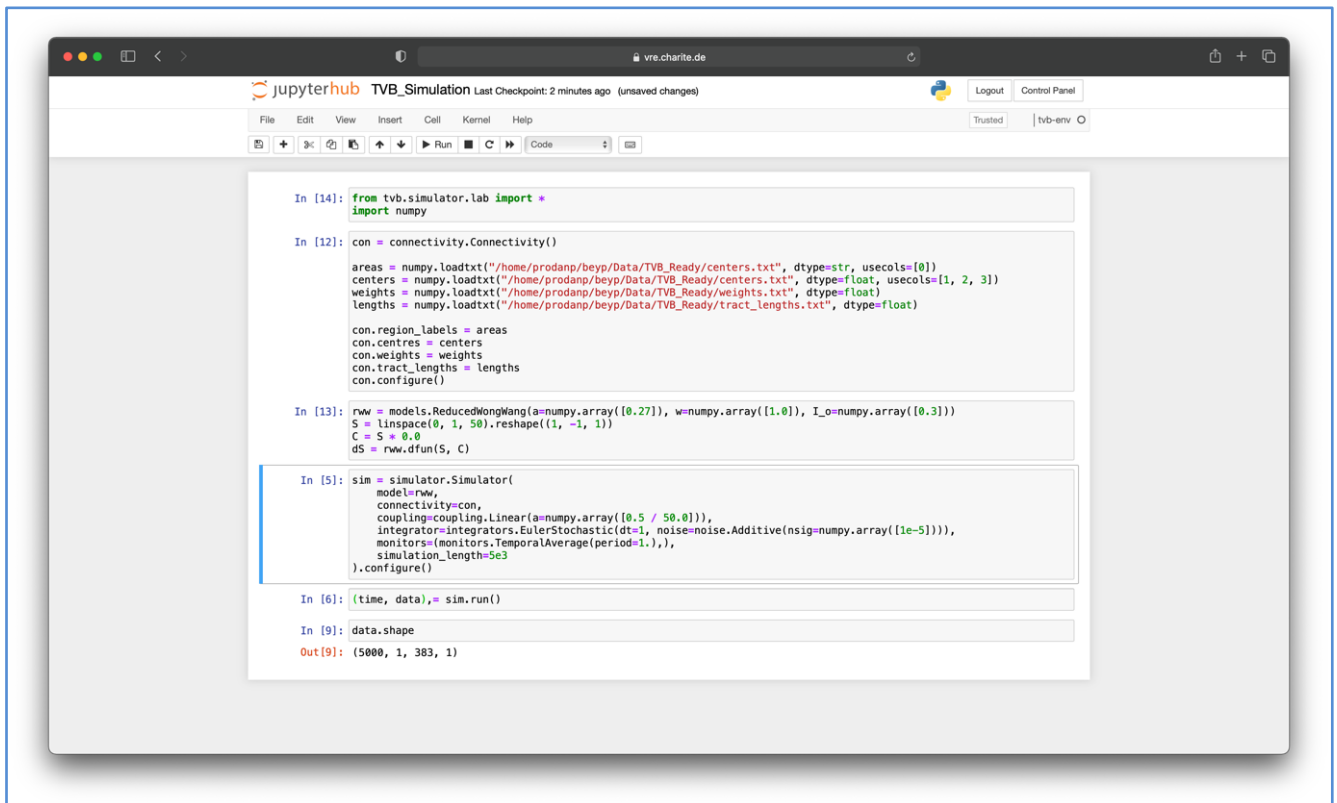 vre.charite.de
jupyterhub TVB_Simulation Last Checkpoint: 2 minutes ago (unsaved changes)
Logout Control Panel
File Edit View Insert Cell Kernel Help
Trusted tvb-env
Run Code
In [14]: from tvb.simulator.lab import *
import numpy
In [12]: con = connectivity.Connectivity()
areas = numpy.loadtxt("/home/prodanp/beyp/Data/TVB_Ready/centers.txt", dtype=str, usecols=[0])
centers = numpy.loadtxt("/home/prodanp/beyp/Data/TVB_Ready/centers.txt", dtype=float, usecols=[1, 2, 3])
weights = numpy.loadtxt("/home/prodanp/beyp/Data/TVB_Ready/weights.txt", dtype=float)
lengths = numpy.loadtxt("/home/prodanp/beyp/Data/TVB_Ready/tract_lengths.txt", dtype=float)
con.region_labels = areas
con.centres = centers
con.weights = weights
con.tract_lengths = lengths
con.configure()
In [13]: rww = models.ReducedWongWang(a=numpy.array([0.27]), w=numpy.array([1.0]), I_o=numpy.array([0.3]))
S = linspace(0, 1, 50).reshape((1, -1, 1))
C = S * 0.0
dS = rww.dfun(S, C)
In [5]: sim = simulator.Simulator(
model=rww,
connectivity=con,
coupling=coupling.Linear(a=numpy.array([0.5 / 50.0])),
integrator=integrators.EulerStochastic(dt=1, noise=noise.Additive(nsig=numpy.array([1e-5]))),
monitors=(monitors.TemporalAverage(period=1.),),
simulation_length=5e3
).configure()
In [6]: (time, data),= sim.run()
In [9]: data.shape
Out[9]: (5000, 1, 383, 1)